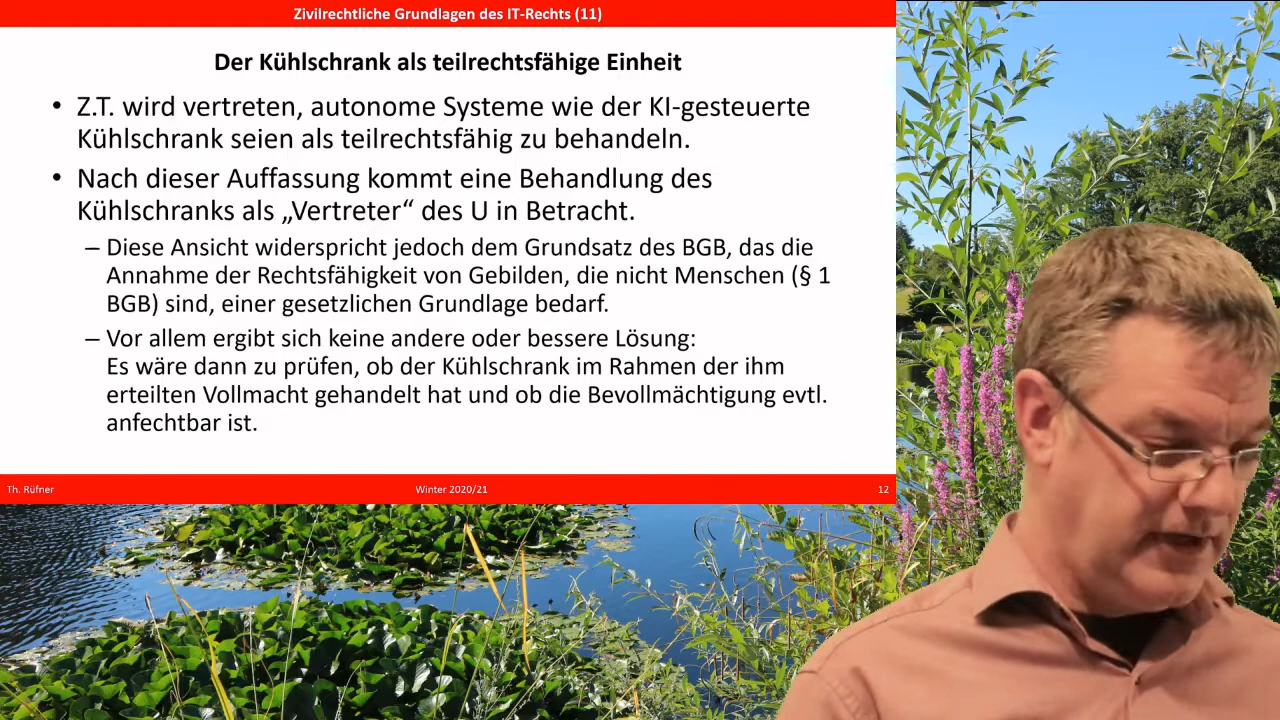 Zivilrechtliche Grundlagen des IT-Rechts (11)
Der Kühlschrank als teilrechtsfähige Einheit
• Z.T. wird vertreten, autonome Systeme wie der KI-gesteuerte
Kühlschrank seien als teilrechtsfähig zu behandeln.
• Nach dieser Auffassung kommt eine Behandlung des
Kühlschranks als „Vertreter“ des U in Betracht.
– Diese Ansicht widerspricht jedoch dem Grundsatz des BGB, das die
Annahme der Rechtsfähigkeit von Gebilden, die nicht Menschen (§ 1
BGB) sind, einer gesetzlichen Grundlage bedarf.
– Vor allem ergibt sich keine andere oder bessere Lösung:
Es wäre dann zu prüfen, ob der Kühlschrank im Rahmen der ihm
erteilten Vollmacht gehandelt hat und ob die Bevollmächtigung evtl.
anfechtbar ist.
Th. Rüfner Winter 2020/21 12